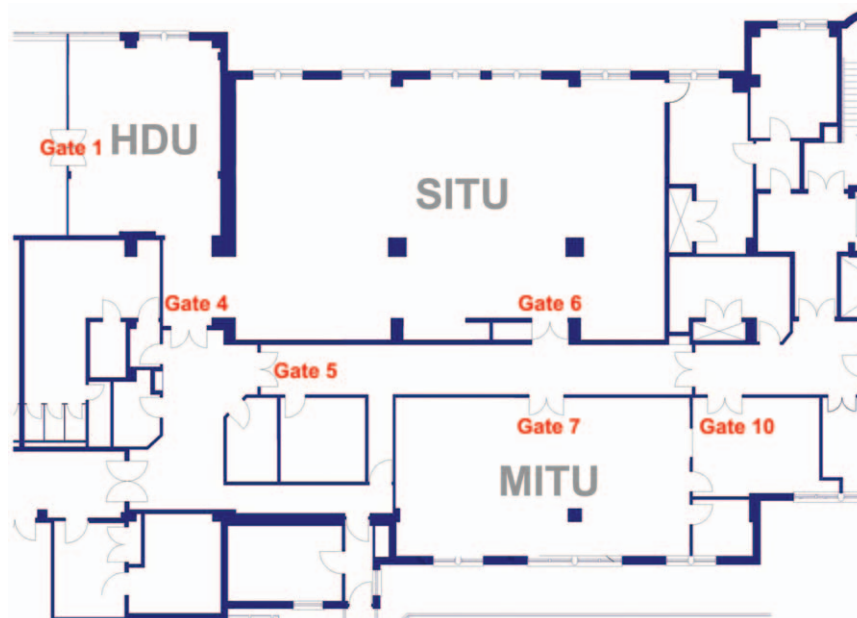 Gate 1
HDU
SITU
Gate 4
Gate 6
Gate 5
Gate 7
Gate 10
MITU